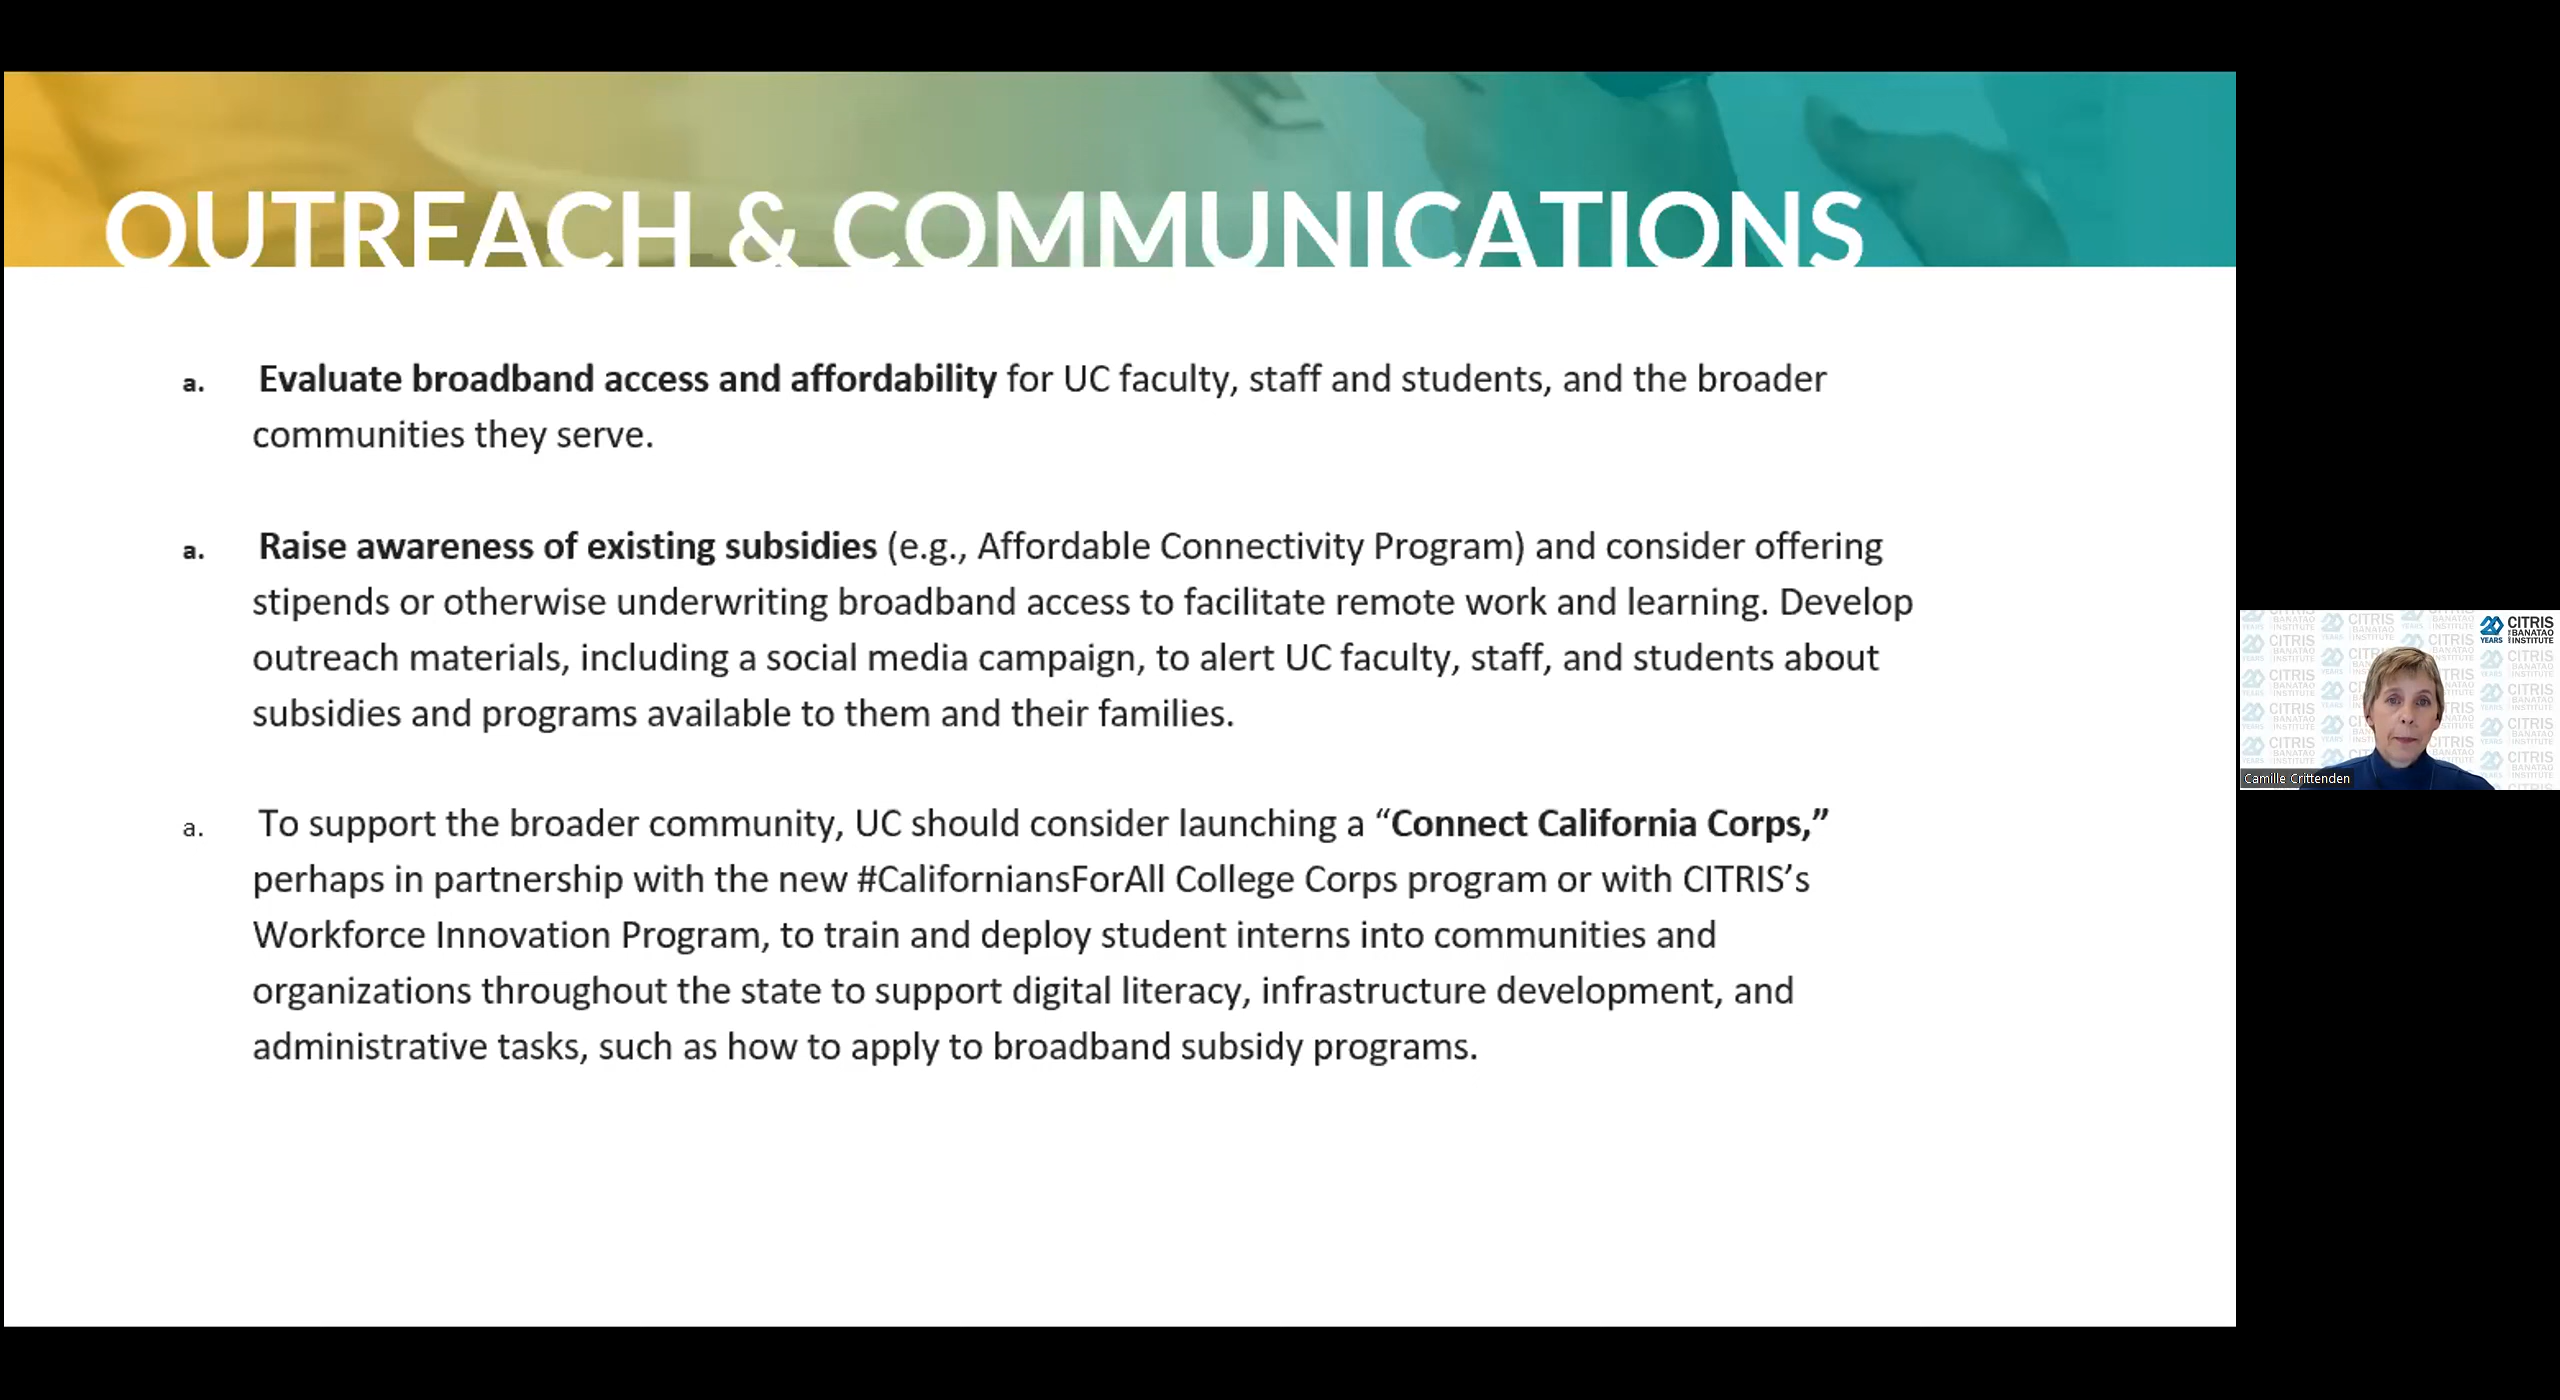 OUTREACH & COMMUNICATIONS
a. Evaluate broadband access and affordability for UC faculty, staff and students, and the broader
communities they serve.
a. Raise awareness of existing subsidies (e.g., Affordable Connectivity Program) and consider offering
stipends or otherwise underwriting broadband access to facilitate remote work and learning. Develop
outreach materials, including a social media campaign, to alert UC faculty, staff, and students about
subsidies and programs available to them and their families.
a. To support the broader community, UC should consider launching a “Connect California Corps,”
perhaps in partnership with the new #CaliforniansForAll College Corps program or with CITRIS’s
Workforce Innovation Program, to train and deploy student interns into communities and
organizations throughout the state to support digital literacy, infrastructure development, and
administrative tasks, such as how to apply to broadband subsidy programs.
20 YEARS
CITRIS
BANATAO
INSTITUTE
Camille Crittenden